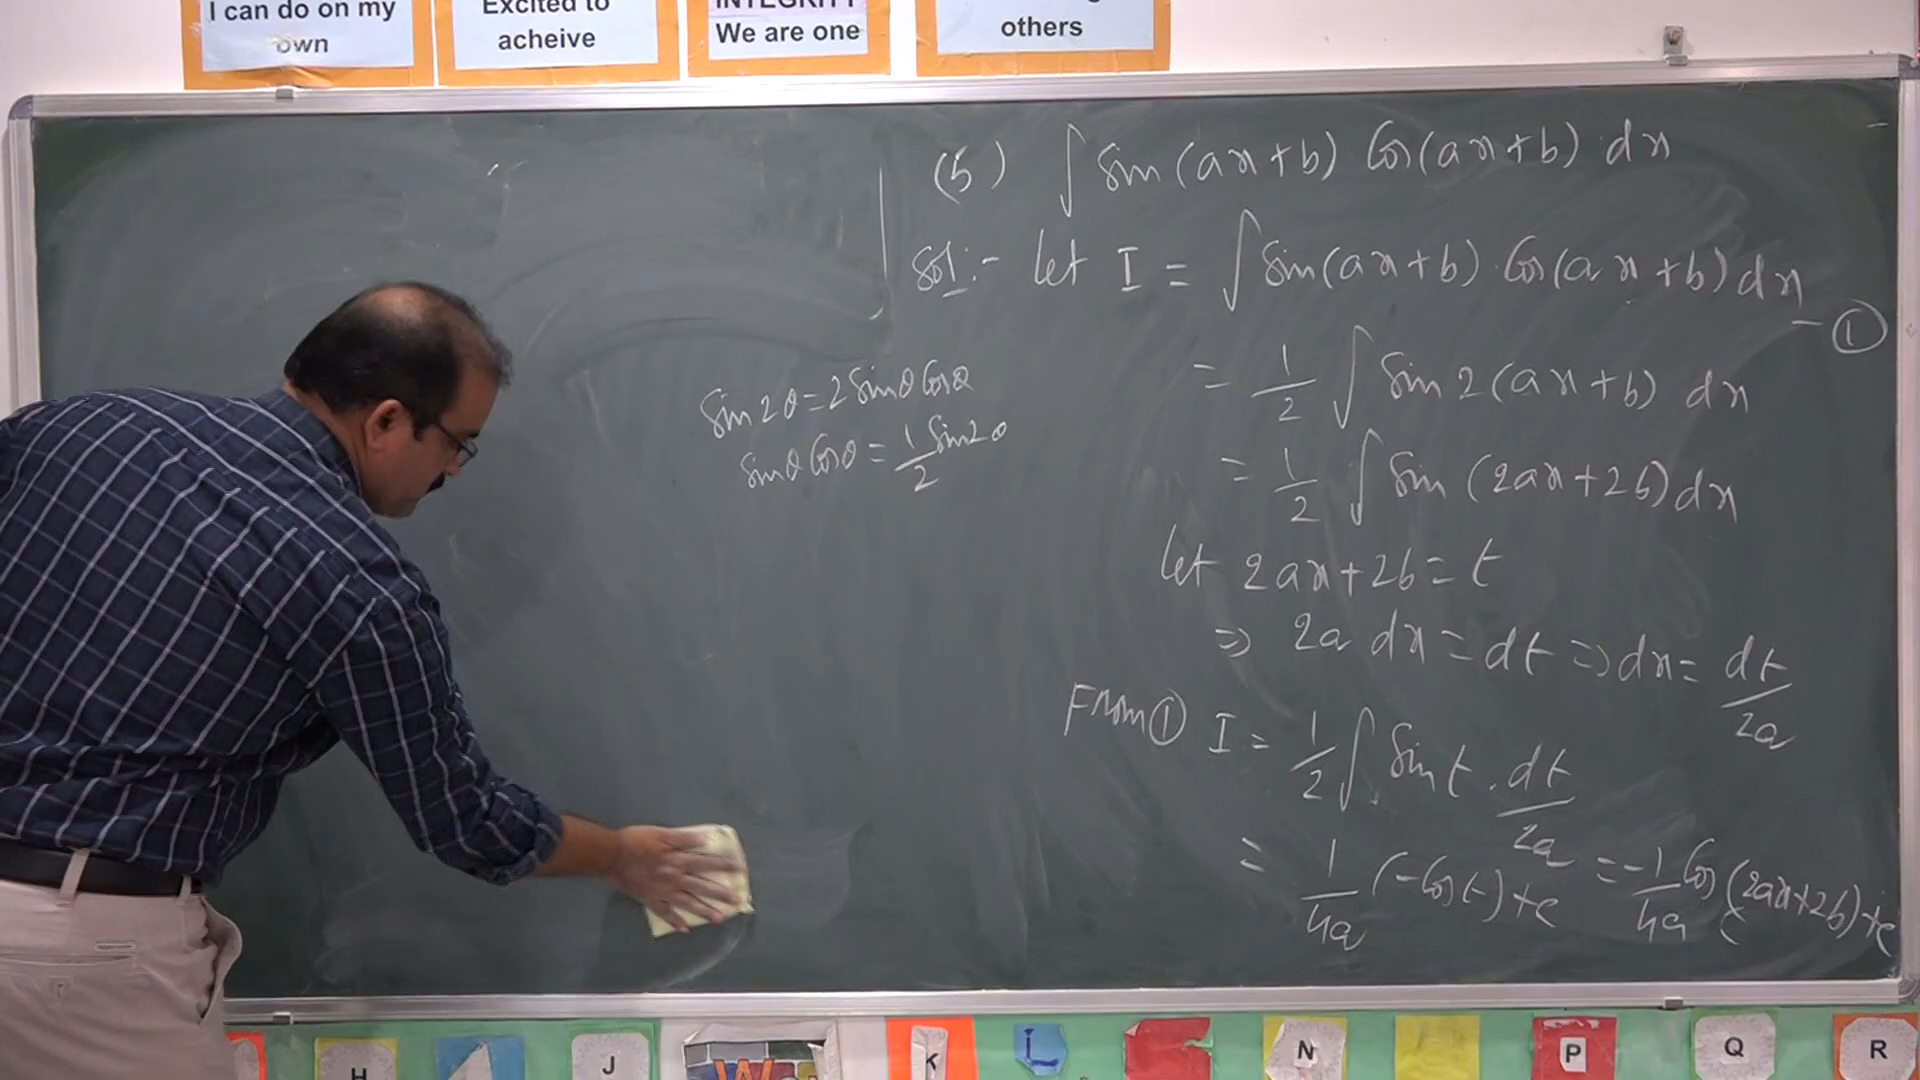 I can do on my
own
Excited to
acheive
INTEGRITY
We are one
others
(5) ∫ Sin(ax+b) Cos(ax+b) dx
Sol:- let I = ∫ Sin(ax+b) . Cos(ax+b) dx - ①
= 1/2 ∫ Sin 2(ax+b) dx
= 1/2 ∫ Sin (2ax+2b) dx
let 2ax+2b = t
⇒ 2a dx = dt ⇒ dx = dt/2a
From ① I = 1/2 ∫ Sin t . dt/2a
= 1/4a (-Cos t) + c = -1/4a Cos (2ax+2b) + c
Sin 2θ = 2 Sinθ Cosθ
Sinθ Cosθ = 1/2 Sin2θ
H
J
K
L
N
P
Q
R